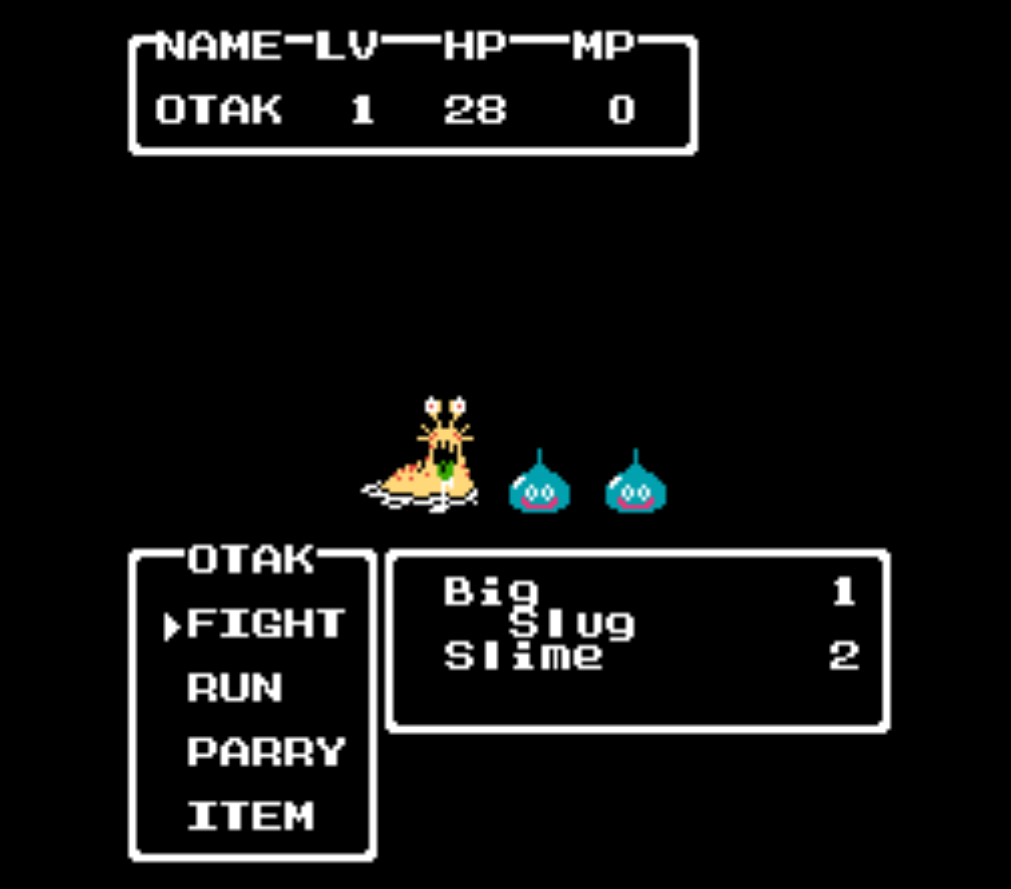 NAME LV HP MP
OTAK 1 28 0
OTAK
FIGHT
RUN
PARRY
ITEM
Big 1
Slug
Slime 2